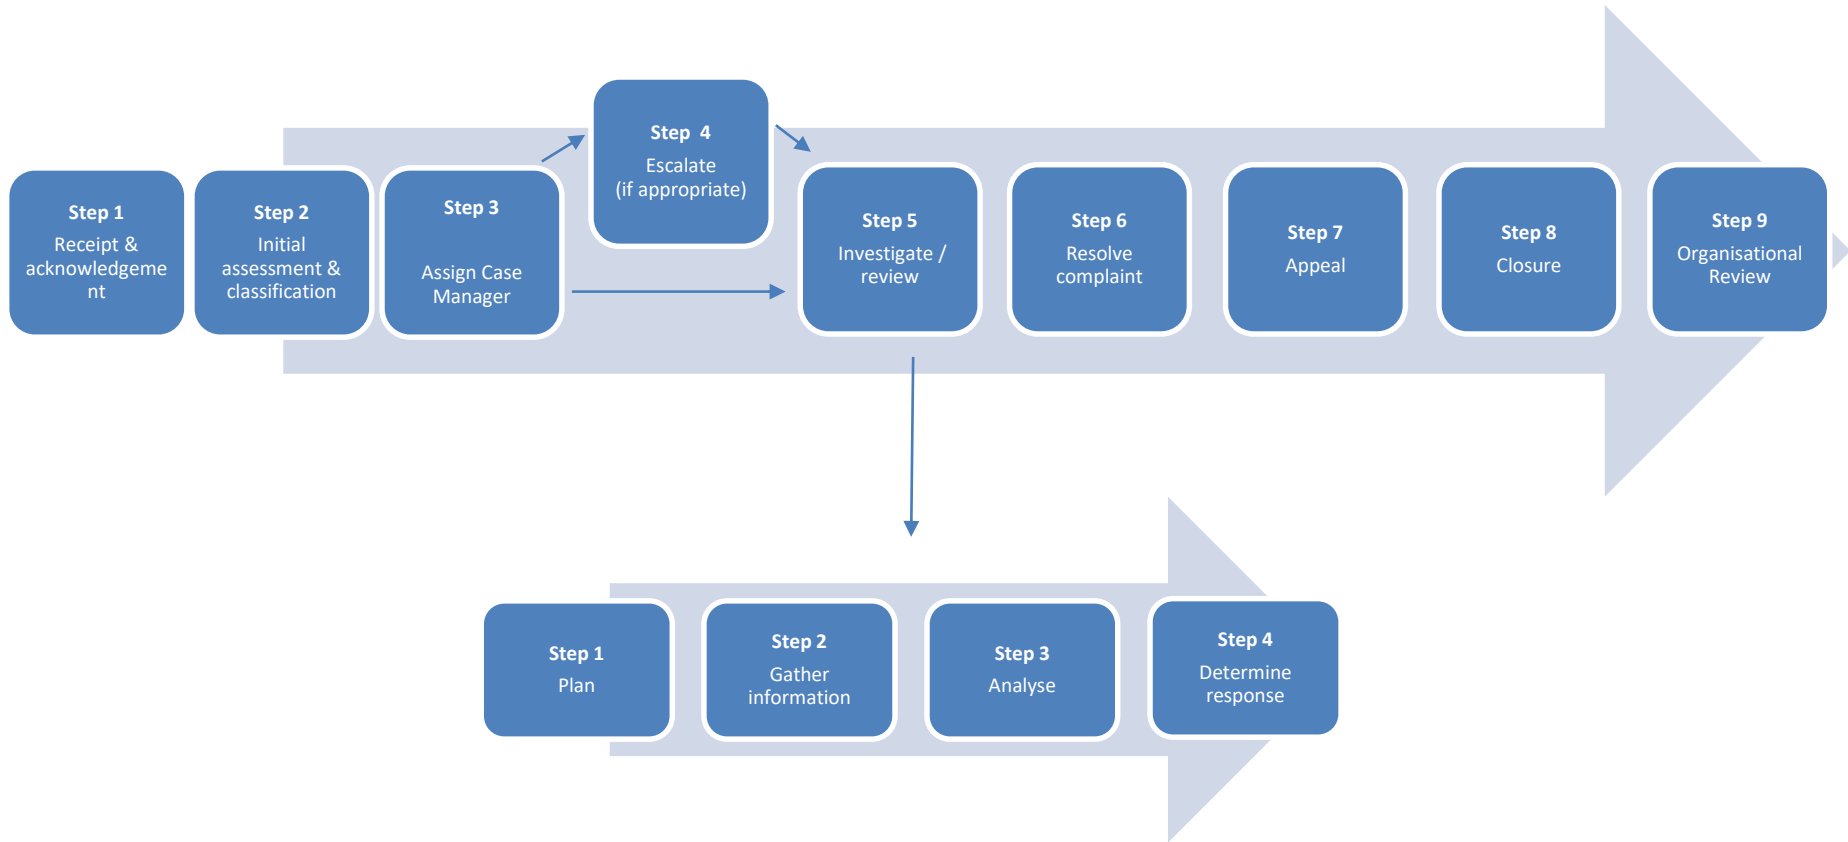 Step 1
Receipt &
acknowledgeme
nt
Step 2
Initial
assessment &
classification
Step 3
Assign Case
Manager
Step  4
Escalate
(if appropriate)
Step 5
Investigate /
review
Step 6
Resolve
complaint
Step 7
Appeal
Step 8
Closure
Step 9
Organisational
Review
Step 1
Plan
Step 2
Gather
information
Step 3
Analyse
Step 4
Determine
response